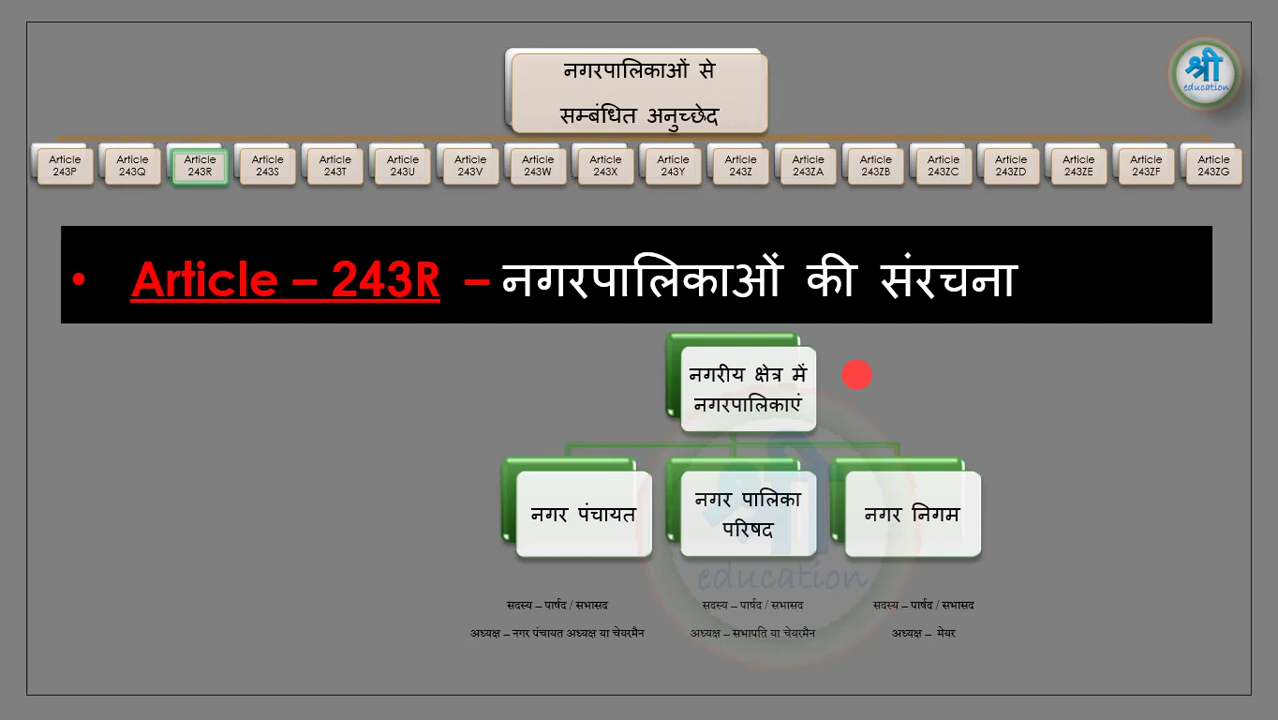 नगरपालिकाओं से
सम्बंधित अनुच्छेद
श्री
education
Article 243P
Article 243Q
Article 243R
Article 243S
Article 243T
Article 243U
Article 243V
Article 243W
Article 243X
Article 243Y
Article 243Z
Article 243ZA
Article 243ZB
Article 243ZC
Article 243ZD
Article 243ZE
Article 243ZF
Article 243ZG
• Article – 243R – नगरपालिकाओं की संरचना
नगरीय क्षेत्र में
नगरपालिकाएं
नगर पंचायत
नगर पालिका
परिषद
नगर निगम
education
सदस्य – पार्षद / सभासद
अध्यक्ष – नगर पंचायत अध्यक्ष या चेयरमैन
सदस्य – पार्षद / सभासद
अध्यक्ष – सभापति या चेयरमैन
सदस्य – पार्षद / सभासद
अध्यक्ष – मेयर